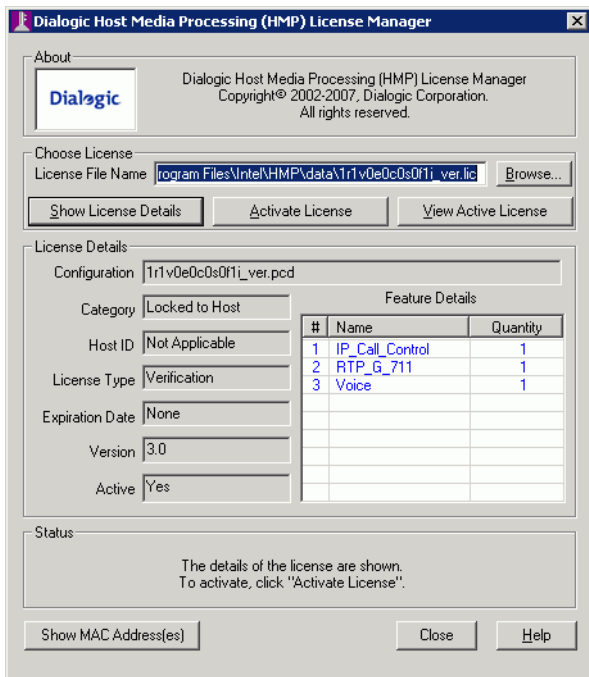 Dialogic Host Media Processing (HMP) License Manager
About
Dialogic
Dialogic Host Media Processing (HMP) License Manager
Copyright© 2002-2007, Dialogic Corporation.
All rights reserved.
Choose License
License File Name rogram Files\Intel\HMP\data\1r1v0e0c0s0f1i_ver.lic Browse...
Show License Details Activate License View Active License
License Details
Configuration 1r1v0e0c0s0f1i_ver.pcd
Category Locked to Host
Host ID Not Applicable
License Type Verification
Expiration Date None
Version 3.0
Active Yes
Feature Details
# Name Quantity
1 IP_Call_Control 1
2 RTP_G_711 1
3 Voice 1
Status
The details of the license are shown.
To activate, click "Activate License".
Show MAC Address(es) Close Help